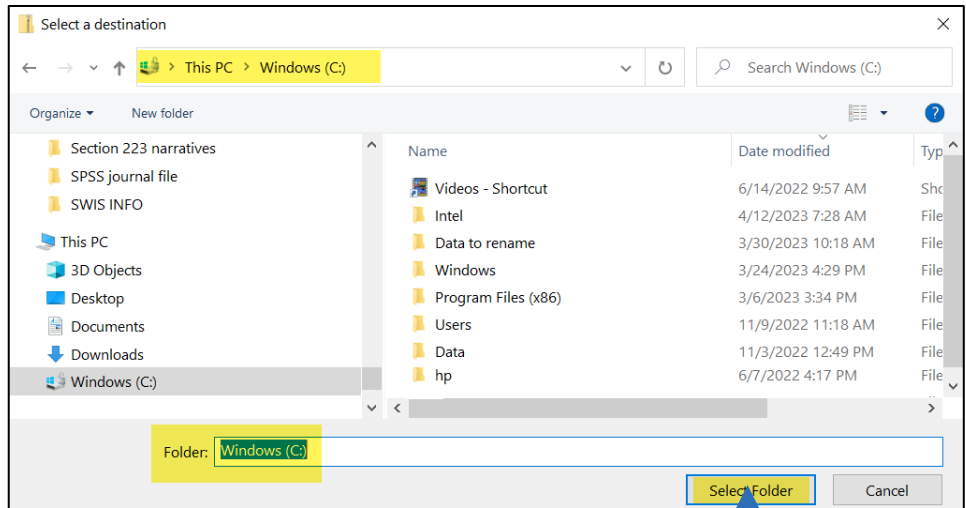 Select a destination
This PC > Windows (C:)
Search Windows (C:)
Organize
New folder
Section 223 narratives
SPSS journal file
SWIS INFO
This PC
3D Objects
Desktop
Documents
Downloads
Windows (C:)
Name Date modified Typ
Videos - Shortcut 6/14/2022 9:57 AM Sho
Intel 4/12/2023 7:28 AM File
Data to rename 3/30/2023 10:18 AM File
Windows 3/24/2023 4:29 PM File
Program Files (x86) 3/6/2023 3:34 PM File
Users 11/9/2022 11:18 AM File
Data 11/3/2022 12:49 PM File
hp 6/7/2022 4:17 PM File
Folder: Windows (C:)
Select Folder Cancel